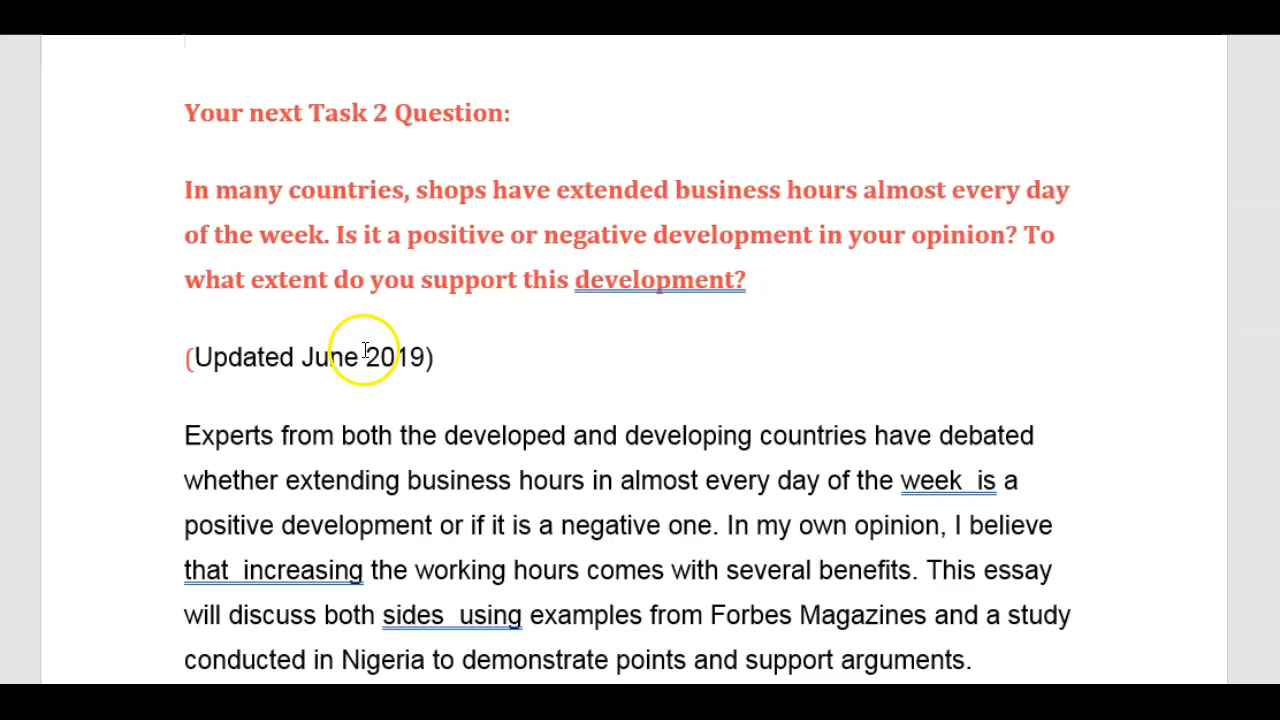 Your next Task 2 Question:
In many countries, shops have extended business hours almost every day
of the week. Is it a positive or negative development in your opinion? To
what extent do you support this development?
(Updated June 2019)
Experts from both the developed and developing countries have debated
whether extending business hours in almost every day of the week  is a
positive development or if it is a negative one. In my own opinion, I believe
that  increasing the working hours comes with several benefits. This essay
will discuss both sides  using examples from Forbes Magazines and a study
conducted in Nigeria to demonstrate points and support arguments.